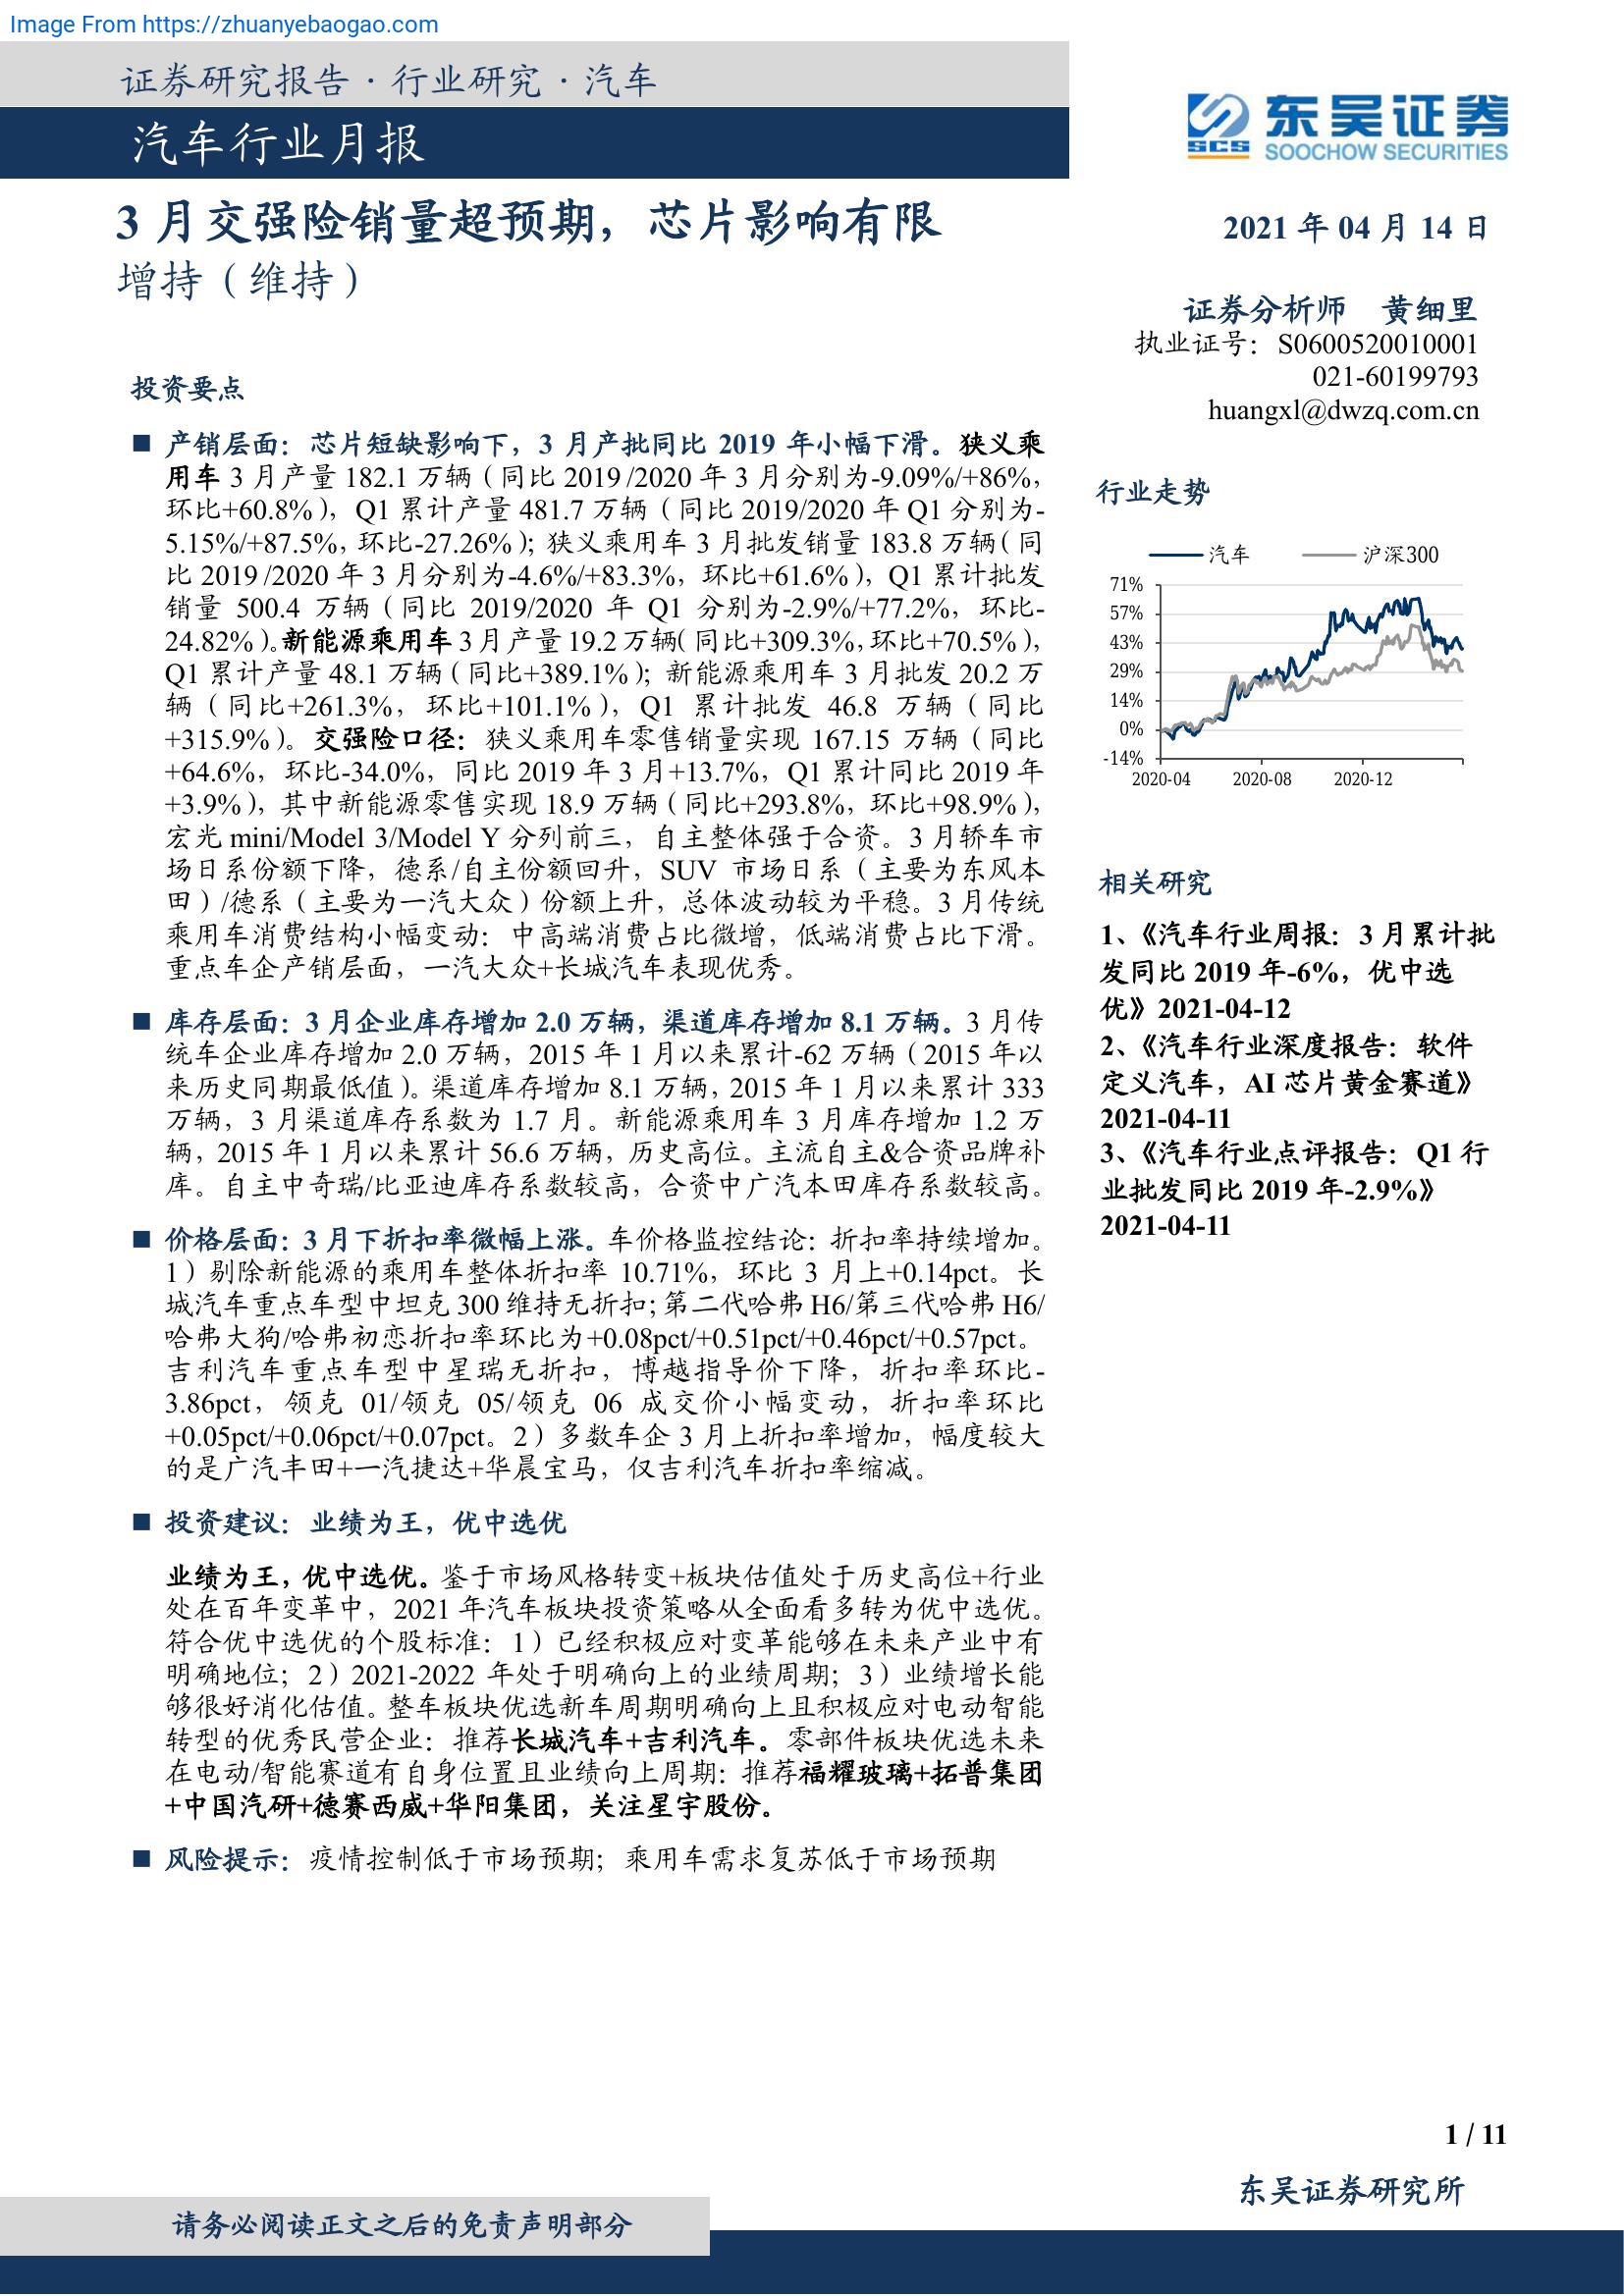 Image From https://zhuanyebaogao.com
证券研究报告·行业研究·汽车
汽车行业月报
东吴证券
SCS
SOOCHOW SECURITIES
3 月交强险销量超预期，芯片影响有限
增持（维持）
2021 年 04 月 14 日
证券分析师 黄细里
执业证号：S0600520010001
021-60199793
huangxl@dwzq.com.cn
投资要点
■ 产销层面：芯片短缺影响下，3 月产批同比 2019 年小幅下滑。狭义乘
用车 3 月产量 182.1 万辆（同比 2019 /2020 年 3 月分别为-9.09%/+86%，
环比+60.8%），Q1 累计产量 481.7 万辆（同比 2019/2020 年 Q1 分别为-
5.15%/+87.5%，环比-27.26%）；狭义乘用车 3 月批发销量 183.8 万辆（同
比 2019 /2020 年 3 月分别为-4.6%/+83.3%，环比+61.6%），Q1 累计批发
销量 500.4 万辆（同比 2019/2020 年 Q1 分别为-2.9%/+77.2%，环比-
24.82%）。新能源乘用车 3 月产量 19.2 万辆（同比+309.3%，环比+70.5%），
Q1 累计产量 48.1 万辆（同比+389.1%）；新能源乘用车 3 月批发 20.2 万
辆（同比+261.3%，环比+101.1%），Q1 累计批发 46.8 万辆（同比
+315.9%）。交强险口径：狭义乘用车零售销量实现 167.15 万辆（同比
+64.6%，环比-34.0%，同比 2019 年 3 月+13.7%，Q1 累计同比 2019 年
+3.9%），其中新能源零售实现 18.9 万辆（同比+293.8%，环比+98.9%），
宏光 mini/Model 3/Model Y 分列前三，自主整体强于合资。3 月轿车市
场日系份额下降，德系/自主份额回升，SUV 市场日系（主要为东风本
田）/德系（主要为一汽大众）份额上升，总体波动较为平稳。3 月传统
乘用车消费结构小幅变动：中高端消费占比微增，低端消费占比下滑。
重点车企产销层面，一汽大众+长城汽车表现优秀。
■ 库存层面：3 月企业库存增加 2.0 万辆，渠道库存增加 8.1 万辆。3 月传
统车企业库存增加 2.0 万辆，2015 年 1 月以来累计-62 万辆（2015 年以
来历史同期最低值）。渠道库存增加 8.1 万辆，2015 年 1 月以来累计 333
万辆，3 月渠道库存系数为 1.7 月。新能源乘用车 3 月库存增加 1.2 万
辆，2015 年 1 月以来累计 56.6 万辆，历史高位。主流自主&合资品牌补
库。自主中奇瑞/比亚迪库存系数较高，合资中广汽本田库存系数较高。
■ 价格层面：3 月下折扣率微幅上涨。车价格监控结论：折扣率持续增加。
1）剔除新能源的乘用车整体折扣率 10.71%，环比 3 月上+0.14pct。长
城汽车重点车型中坦克 300 维持无折扣；第二代哈弗 H6/第三代哈弗 H6/
哈弗大狗/哈弗初恋折扣率环比为+0.08pct/+0.51pct/+0.46pct/+0.57pct。
吉利汽车重点车型中星瑞无折扣，博越指导价下降，折扣率环比-
3.86pct，领克 01/领克 05/领克 06 成交价小幅变动，折扣率环比
+0.05pct/+0.06pct/+0.07pct。2）多数车企 3 月上折扣率增加，幅度较大
的是广汽丰田+一汽捷达+华晨宝马，仅吉利汽车折扣率缩减。
■ 投资建议：业绩为王，优中选优
业绩为王，优中选优。鉴于市场风格转变+板块估值处于历史高位+行业
处在百年变革中，2021 年汽车板块投资策略从全面看多转为优中选优。
符合优中选优的个股标准：1）已经积极应对变革能够在未来产业中有
明确地位；2）2021-2022 年处于明确向上的业绩周期；3）业绩增长能
够很好消化估值。整车板块优选新车周期明确向上且积极应对电动智能
转型的优秀民营企业：推荐长城汽车+吉利汽车。零部件板块优选未来
在电动/智能赛道有自身位置且业绩向上周期：推荐福耀玻璃+拓普集团
+中国汽研+德赛西威+华阳集团，关注星宇股份。
■ 风险提示：疫情控制低于市场预期；乘用车需求复苏低于市场预期
行业走势
汽车 沪深300
71%
57%
43%
29%
14%
0%
-14%
2020-04 2020-08 2020-12
相关研究
1、《汽车行业周报：3 月累计批
发同比 2019 年-6%，优中选
优》2021-04-12
2、《汽车行业深度报告：软件
定义汽车，AI 芯片黄金赛道》
2021-04-11
3、《汽车行业点评报告：Q1 行
业批发同比 2019 年-2.9%》
2021-04-11
1 / 11
东吴证券研究所
请务必阅读正文之后的免责声明部分